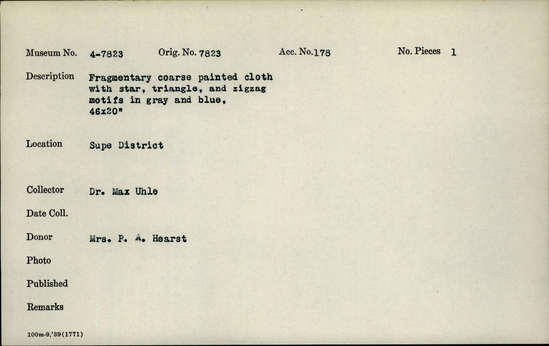 Museum No. 4-7823 Orig. No. 7823 Acc. No. 178 No. Pieces 1
Description Fragmentary coarse painted cloth
with star, triangle, and zigzag
motifs in gray and blue,
46x20"
Location Supe District
Collector Dr. Max Uhle
Date Coll.
Donor Mrs. P. A. Hearst
Photo
Published
Remarks
100m-9,'39(1771)